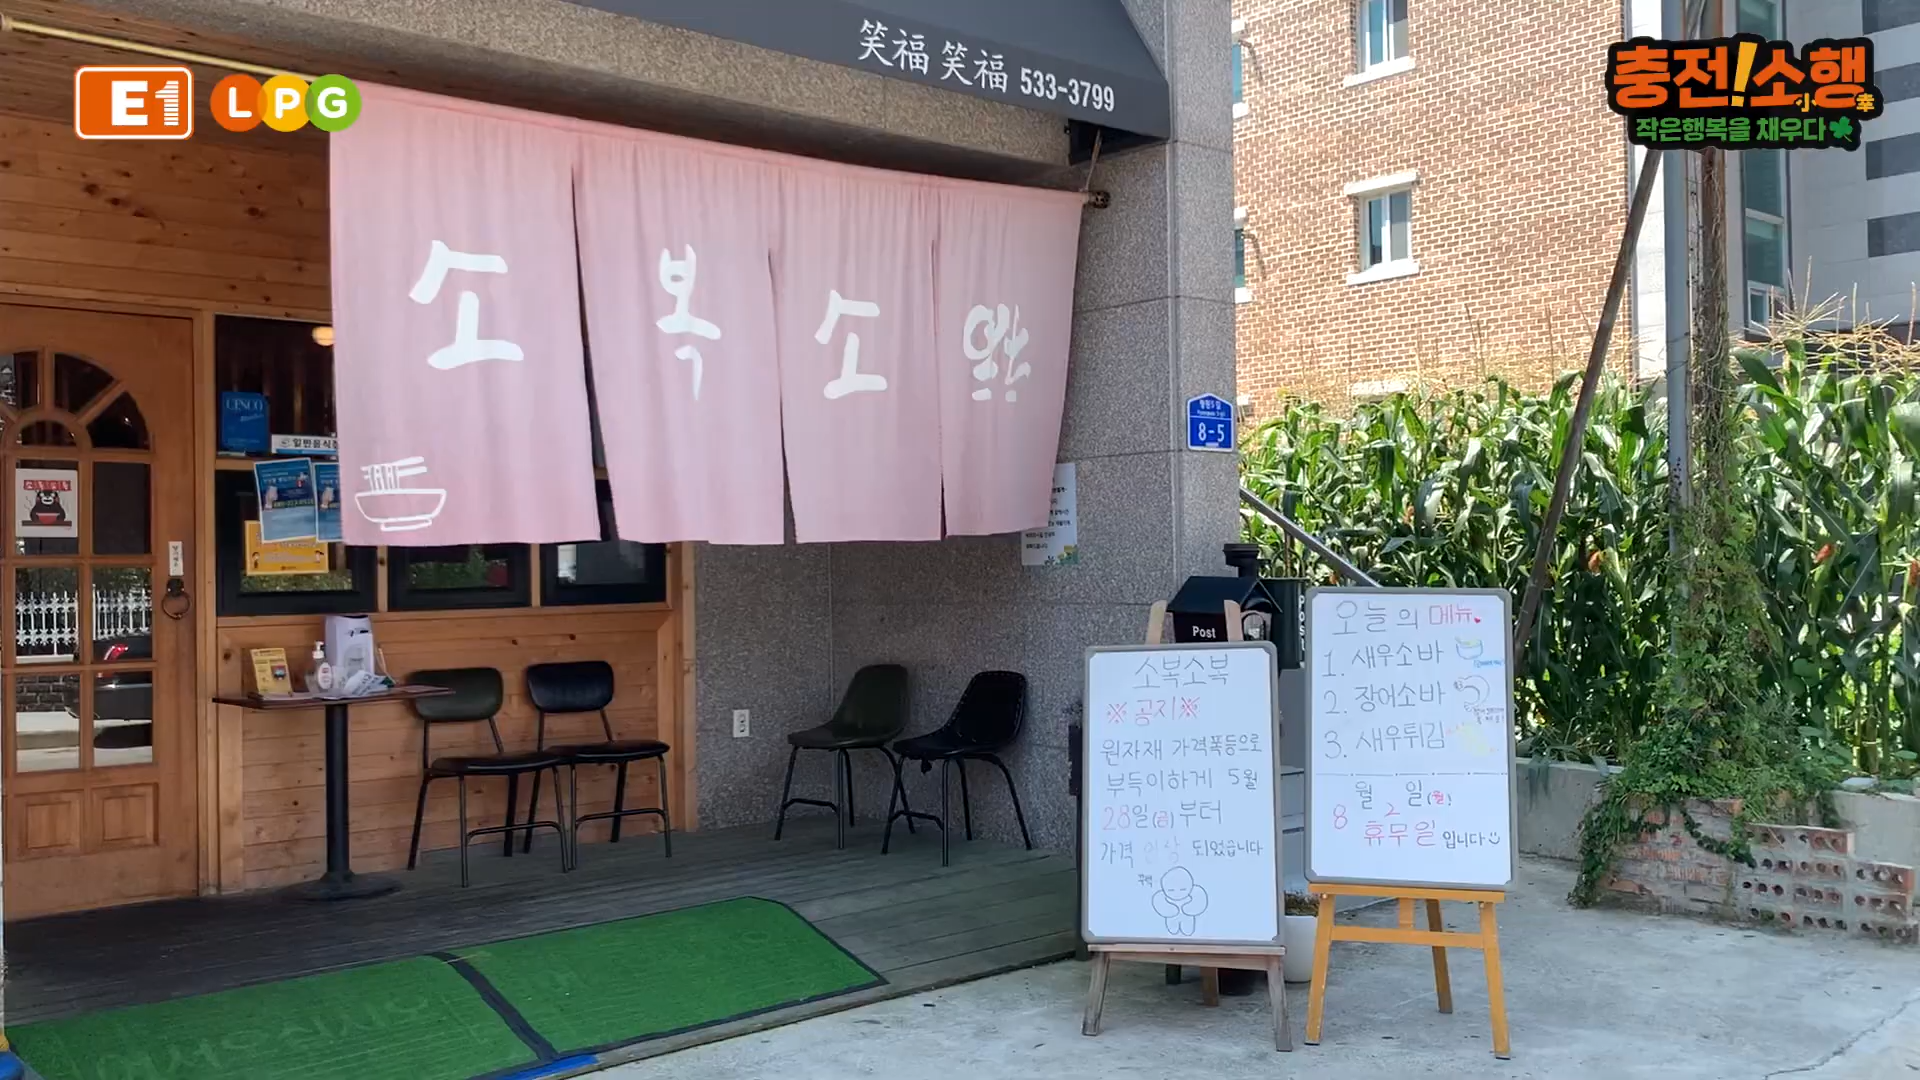 E1 LPG
충전!소행
小 幸
작은행복을 채우다
笑福 笑福 533-3799
소복소복
8-5
Post
소복소복
※공지※
원자재 가격폭등으로
부득이하게 5월
28일(금)부터
가격 인상 되었습니다
꾸벅
오늘의 메뉴
1. 새우소바
2. 장어소바
3. 새우튀김
8월 2일(월)
휴무일 입니다